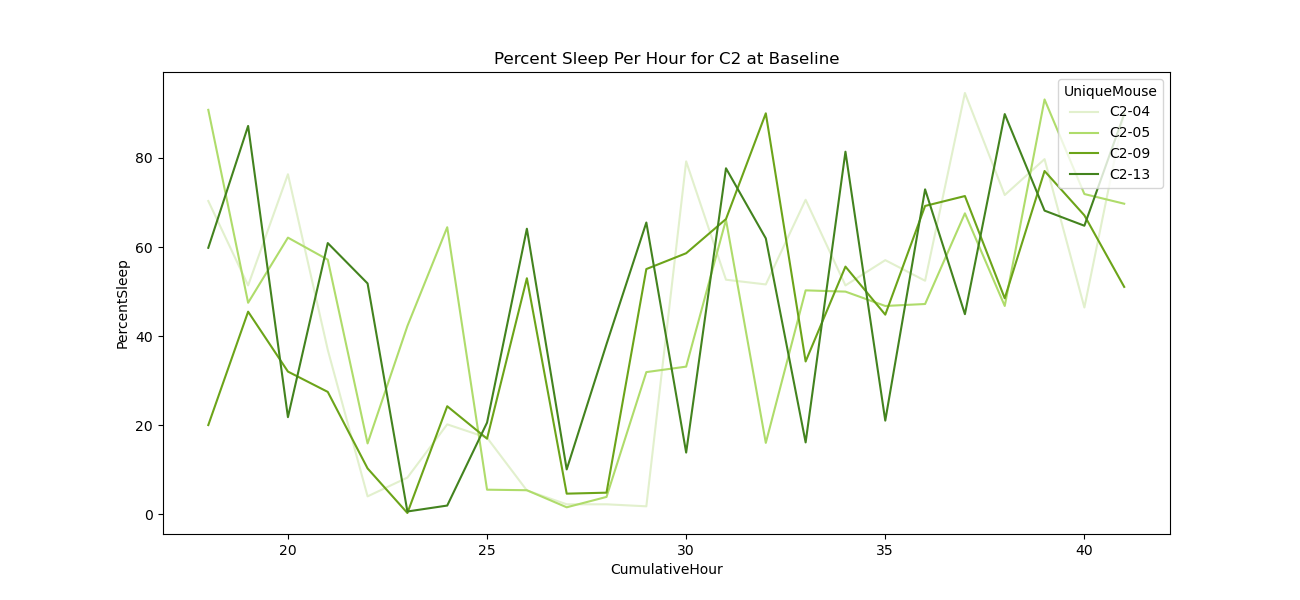 Percent Sleep Per Hour for C2 at Baseline
UniqueMouse
C2-04
C2-05
C2-09
C2-13
PercentSleep
80
60
40
20
0
20 25 30 35 40
CumulativeHour